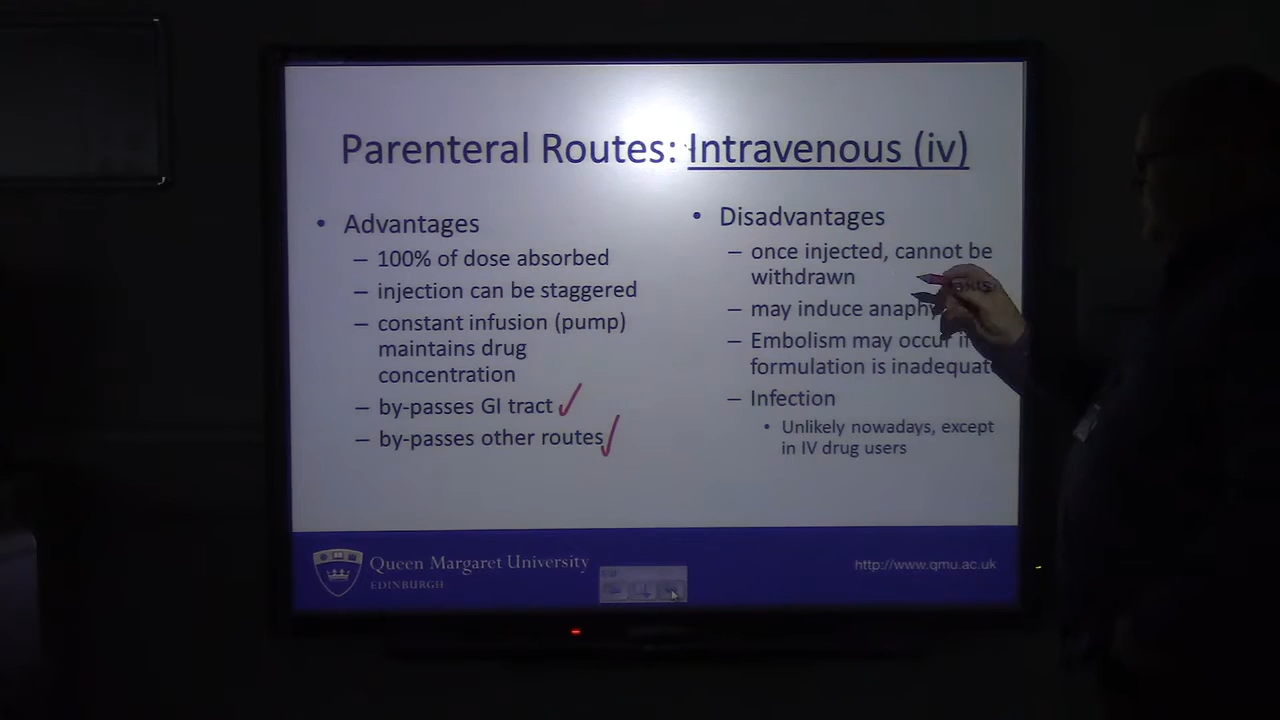 Parenteral Routes: Intravenous (iv)
• Advantages
– 100% of dose absorbed
– injection can be staggered
– constant infusion (pump)
maintains drug
concentration
– by-passes GI tract
– by-passes other routes
• Disadvantages
– once injected, cannot be
withdrawn
– may induce
– Embolism may occur
formulation is
– Infection
• Unlikely nowadays, except
in IV drug users
Queen Margaret University
EDINBURGH
http://www.qmu.ac.uk